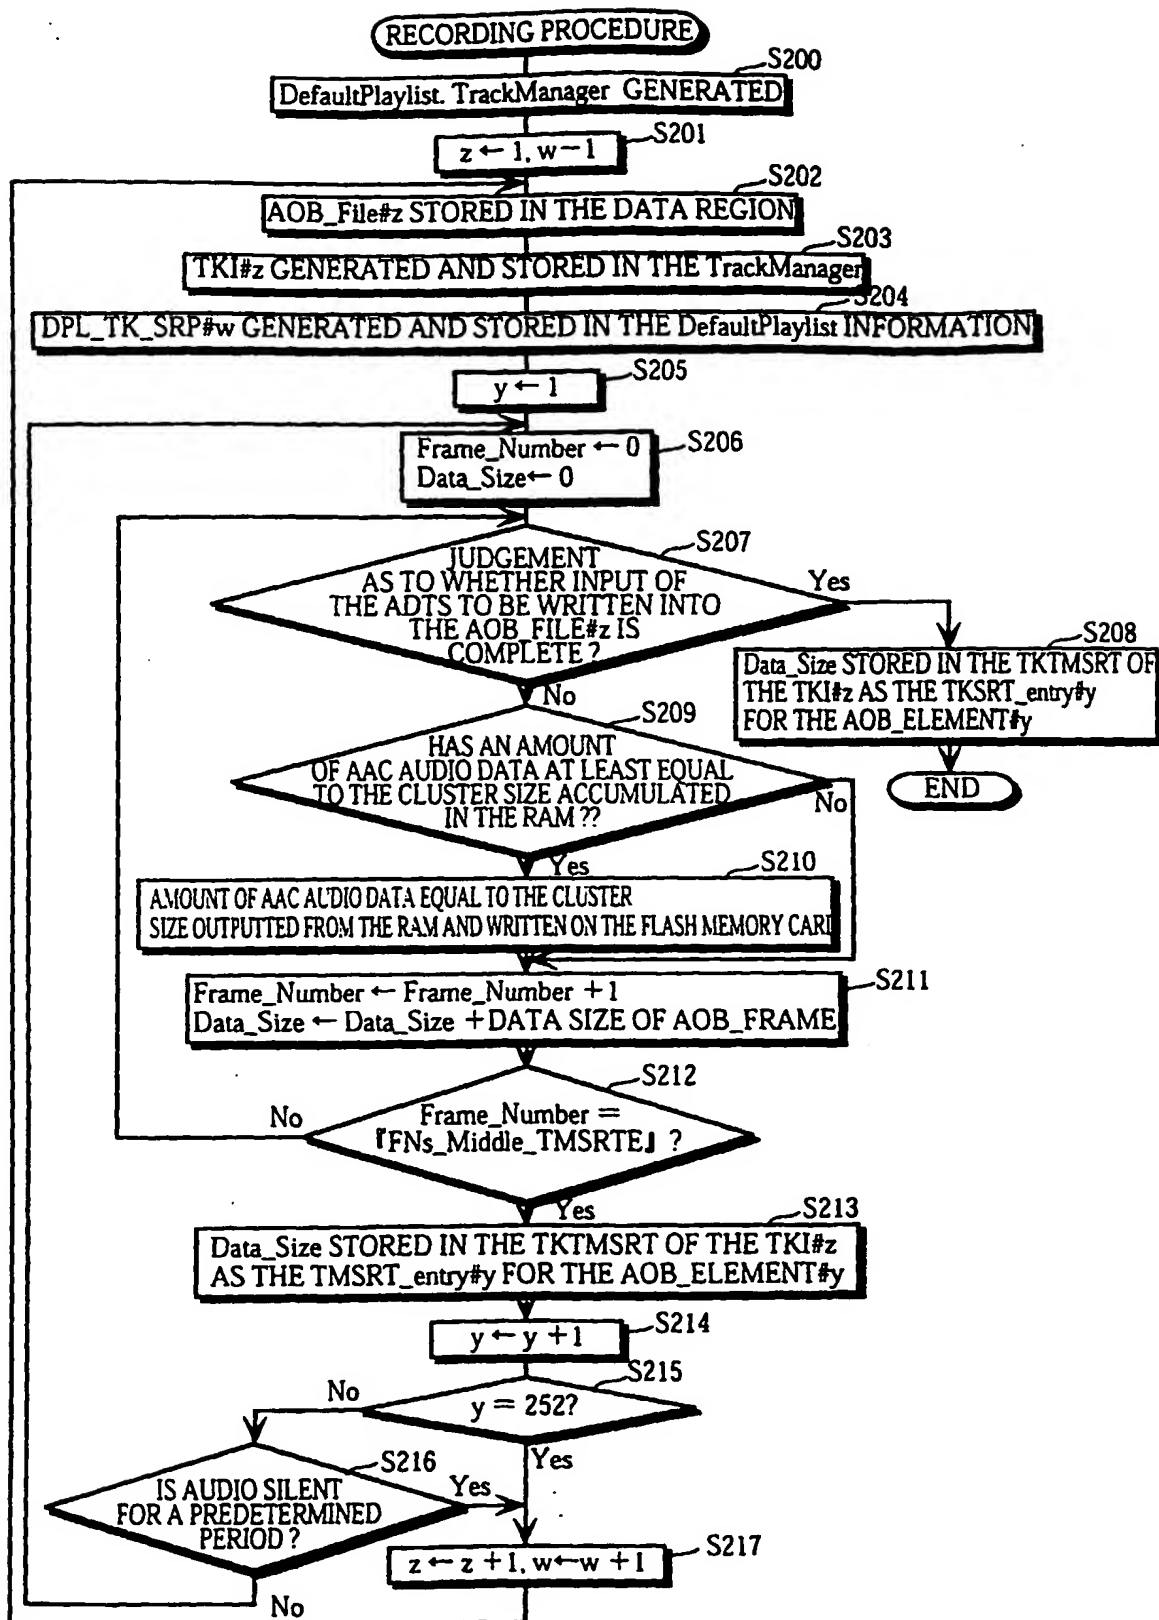 RECORDING PROCEDURE
S200
DefaultPlaylist. TrackManager GENERATED
S201
z ← 1, w─1
S202
AOB_File#z STORED IN THE DATA REGION
S203
TKI#z GENERATED AND STORED IN THE TrackManager
S204
DPL_TK_SRP#w GENERATED AND STORED IN THE DefaultPlaylist INFORMATION
S205
y ← 1
S206
Frame_Number ← 0
Data_Size← 0
S207
JUDGEMENT
AS TO WHETHER INPUT OF
THE ADTS TO BE WRITTEN INTO
THE AOB_FILE#z IS
COMPLETE ?
Yes
No
S208
Data_Size STORED IN THE TKTMSRT OF
THE TKI#z AS THE TKSRT_entry#y
FOR THE AOB_ELEMENT#y
END
S209
HAS AN AMOUNT
OF AAC AUDIO DATA AT LEAST EQUAL
TO THE CLUSTER SIZE ACCUMULATED
IN THE RAM ??
No
Yes
S210
AMOUNT OF AAC AUDIO DATA EQUAL TO THE CLUSTER
SIZE OUTPUTTED FROM THE RAM AND WRITTEN ON THE FLASH MEMORY CARD
S211
Frame_Number ← Frame_Number +1
Data_Size ← Data_Size +DATA SIZE OF AOB_FRAME
S212
Frame_Number =
『FNs_Middle_TMSRTE』 ?
No
Yes
S213
Data_Size STORED IN THE TKTMSRT OF THE TKI#z
AS THE TMSRT_entry#y FOR THE AOB_ELEMENT#y
S214
y ← y +1
S215
y = 252?
No
Yes
S216
IS AUDIO SILENT
FOR A PREDETERMINED
PERIOD ?
Yes
No
S217
z ← z +1, w←w +1